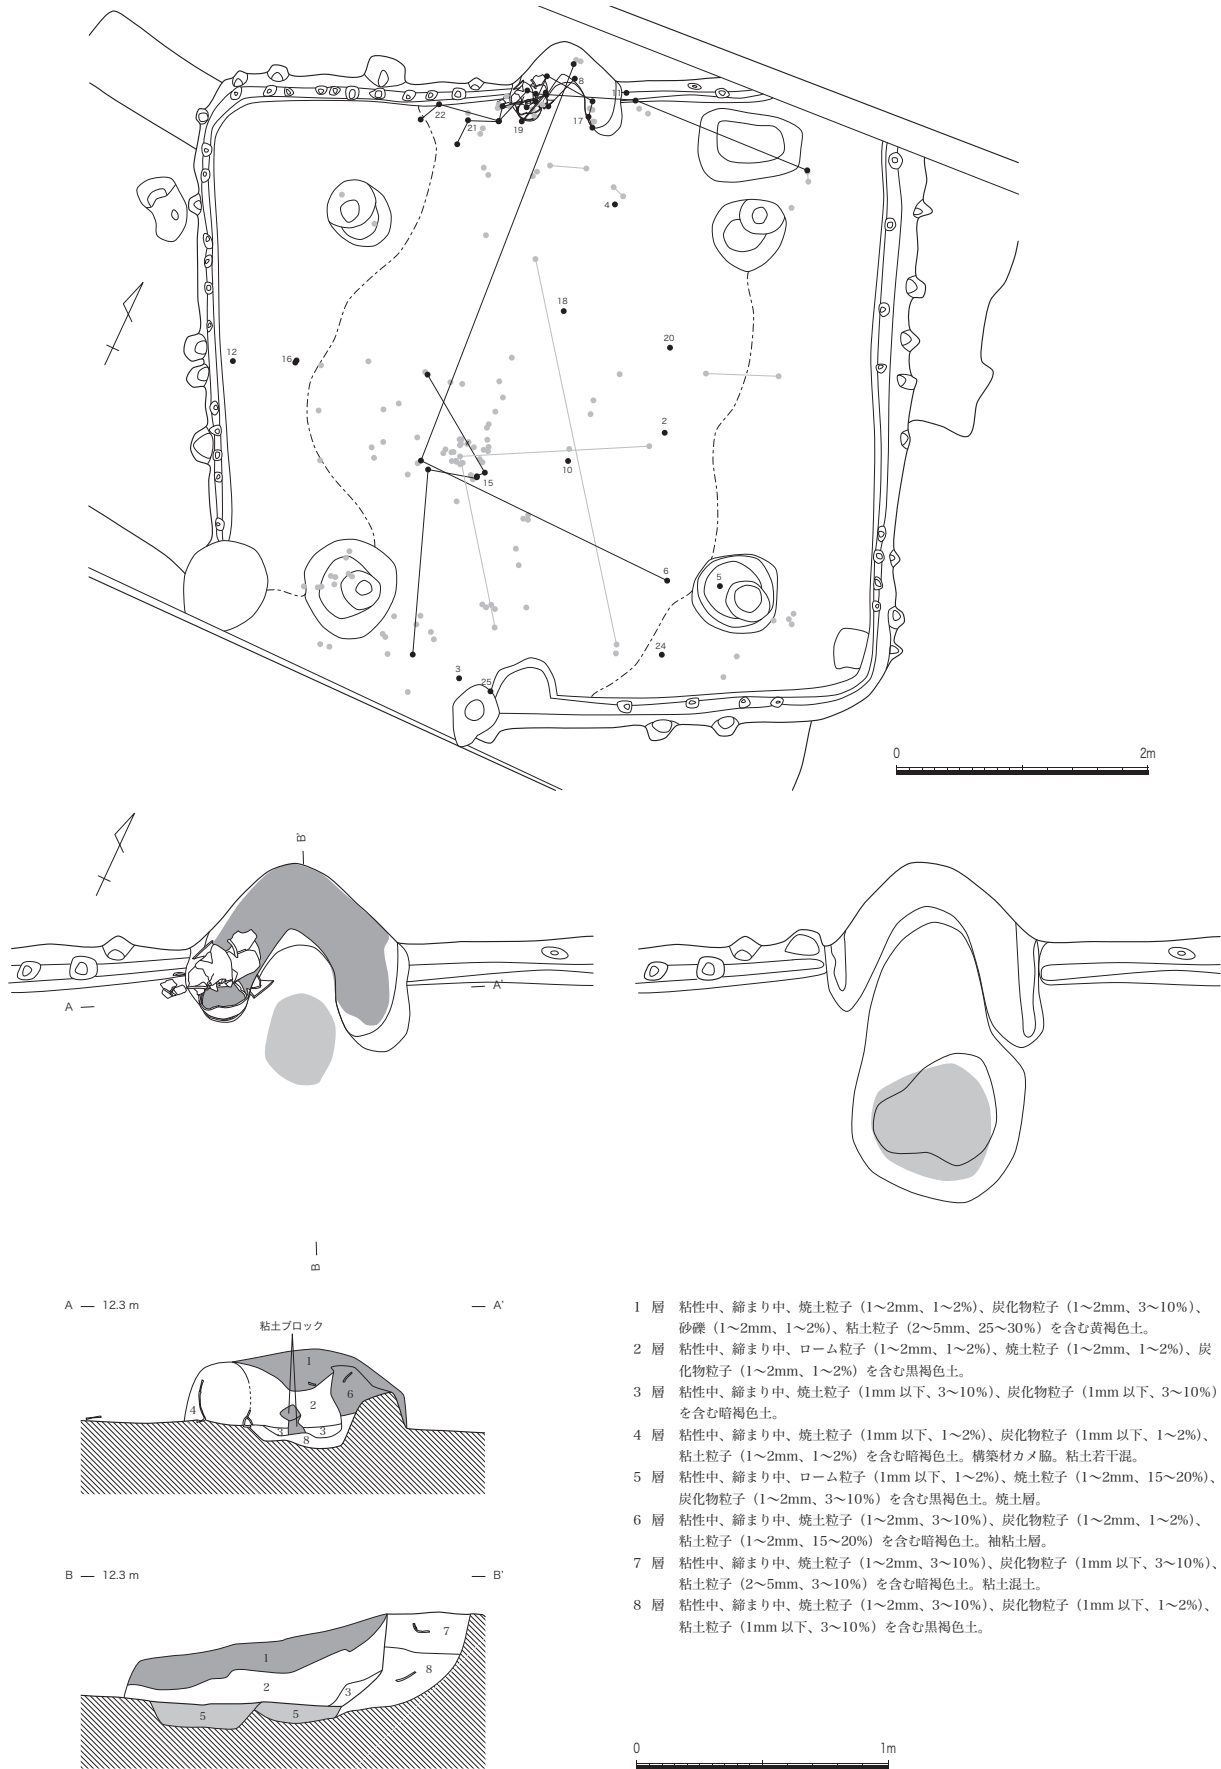 8
11
22
21
19
17
4
18
20
12
16
2
10
15
6
5
24
3
25
0 2m
B'
A — — A'
B
A — 12.3 m — A'
粘土ブロック
1
6
2
4
3 3
8
B — 12.3 m — B'
7
1
8
2
3
5 5
1 層 粘性中、締まり中、焼土粒子（1～2mm、1～2%）、炭化物粒子（1～2mm、3～10%）、
砂礫（1～2mm、1～2%）、粘土粒子（2～5mm、25～30%）を含む黄褐色土。
2 層 粘性中、締まり中、ローム粒子（1～2mm、1～2%）、焼土粒子（1～2mm、1～2%）、炭
化物粒子（1～2mm、1～2%）を含む黒褐色土。
3 層 粘性中、締まり中、焼土粒子（1mm 以下、3～10%）、炭化物粒子（1mm 以下、3～10%）
を含む暗褐色土。
4 層 粘性中、締まり中、焼土粒子（1mm 以下、1～2%）、炭化物粒子（1mm 以下、1～2%）、
粘土粒子（1～2mm、1～2%）を含む暗褐色土。構築材カメ脇。粘土若干混。
5 層 粘性中、締まり中、ローム粒子（1mm 以下、1～2%）、焼土粒子（1～2mm、15～20%）、
炭化物粒子（1～2mm、3～10%）を含む黒褐色土。焼土層。
6 層 粘性中、締まり中、焼土粒子（1～2mm、3～10%）、炭化物粒子（1～2mm、1～2%）、
粘土粒子（1～2mm、15～20%）を含む暗褐色土。袖粘土層。
7 層 粘性中、締まり中、焼土粒子（1～2mm、3～10%）、炭化物粒子（1mm 以下、3～10%）、
粘土粒子（2～5mm、3～10%）を含む暗褐色土。粘土混土。
8 層 粘性中、締まり中、焼土粒子（1～2mm、3～10%）、炭化物粒子（1mm 以下、1～2%）、
粘土粒子（1mm 以下、3～10%）を含む黒褐色土。
0 1m